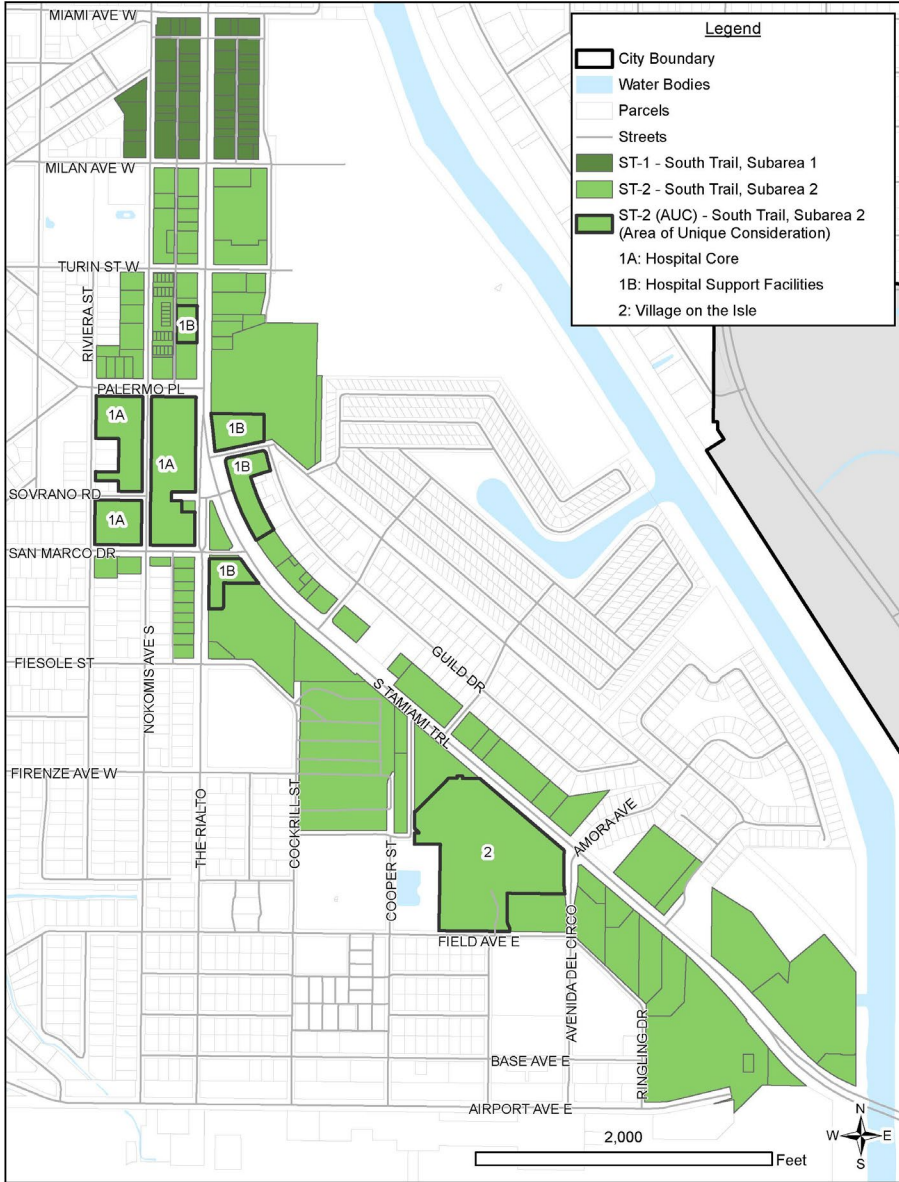 MIAMI AVE W
Legend
City Boundary
Water Bodies
Parcels
Streets
ST-1 - South Trail, Subarea 1
ST-2 - South Trail, Subarea 2
ST-2 (AUC) - South Trail, Subarea 2
(Area of Unique Consideration)
1A: Hospital Core
1B: Hospital Support Facilities
2: Village on the Isle
MILAN AVE W
TURIN ST W
RIVIERA ST
1B
PALERMO PL
1A
1B
1A
1B
SOVRANO RD
1A
SAN MARCO DR
1B
NOKOMIS AVE S
FIESOLE ST
GUILD DR
S TAMIAMI TRL
FIRENZE AVE W
THE RIALTO
COCKRILL ST
COOPER ST
2
AMORA AVE
FIELD AVE E
AVENIDA DEL CIRCO
RINGLING DR
BASE AVE E
AIRPORT AVE E
2,000
Feet
N
W
E
S